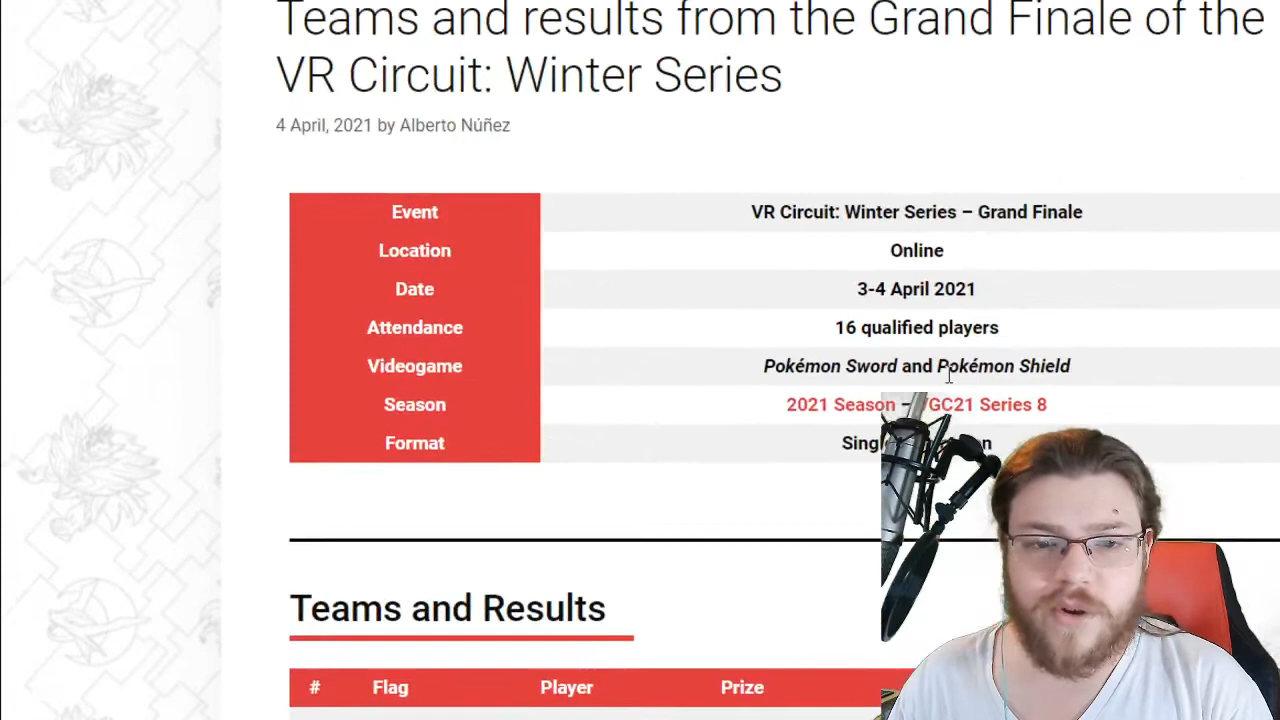 Teams and results from the Grand Finale of the
VR Circuit: Winter Series
4 April, 2021 by Alberto Núñez
Event VR Circuit: Winter Series – Grand Finale
Location Online
Date 3-4 April 2021
Attendance 16 qualified players
Videogame Pokémon Sword and Pokémon Shield
Season 2021 Season – VGC21 Series 8
Format
Teams and Results
# Flag Player Prize